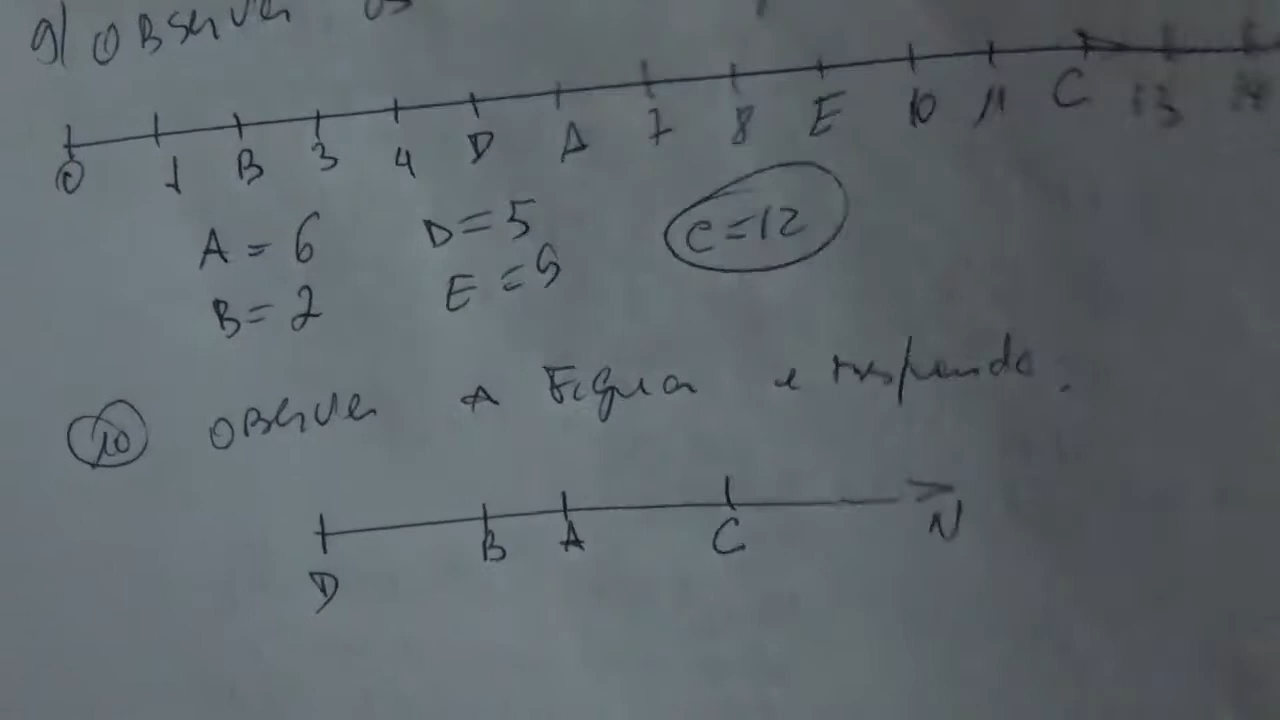 9) OBSERVE OS
0 1 B 3 4 D A 7 8 E 10 11 C 13 14
A = 6 D = 5 C = 12
B = 2 E = 9
10 OBSERVE A Figura e responda.
D B A C N